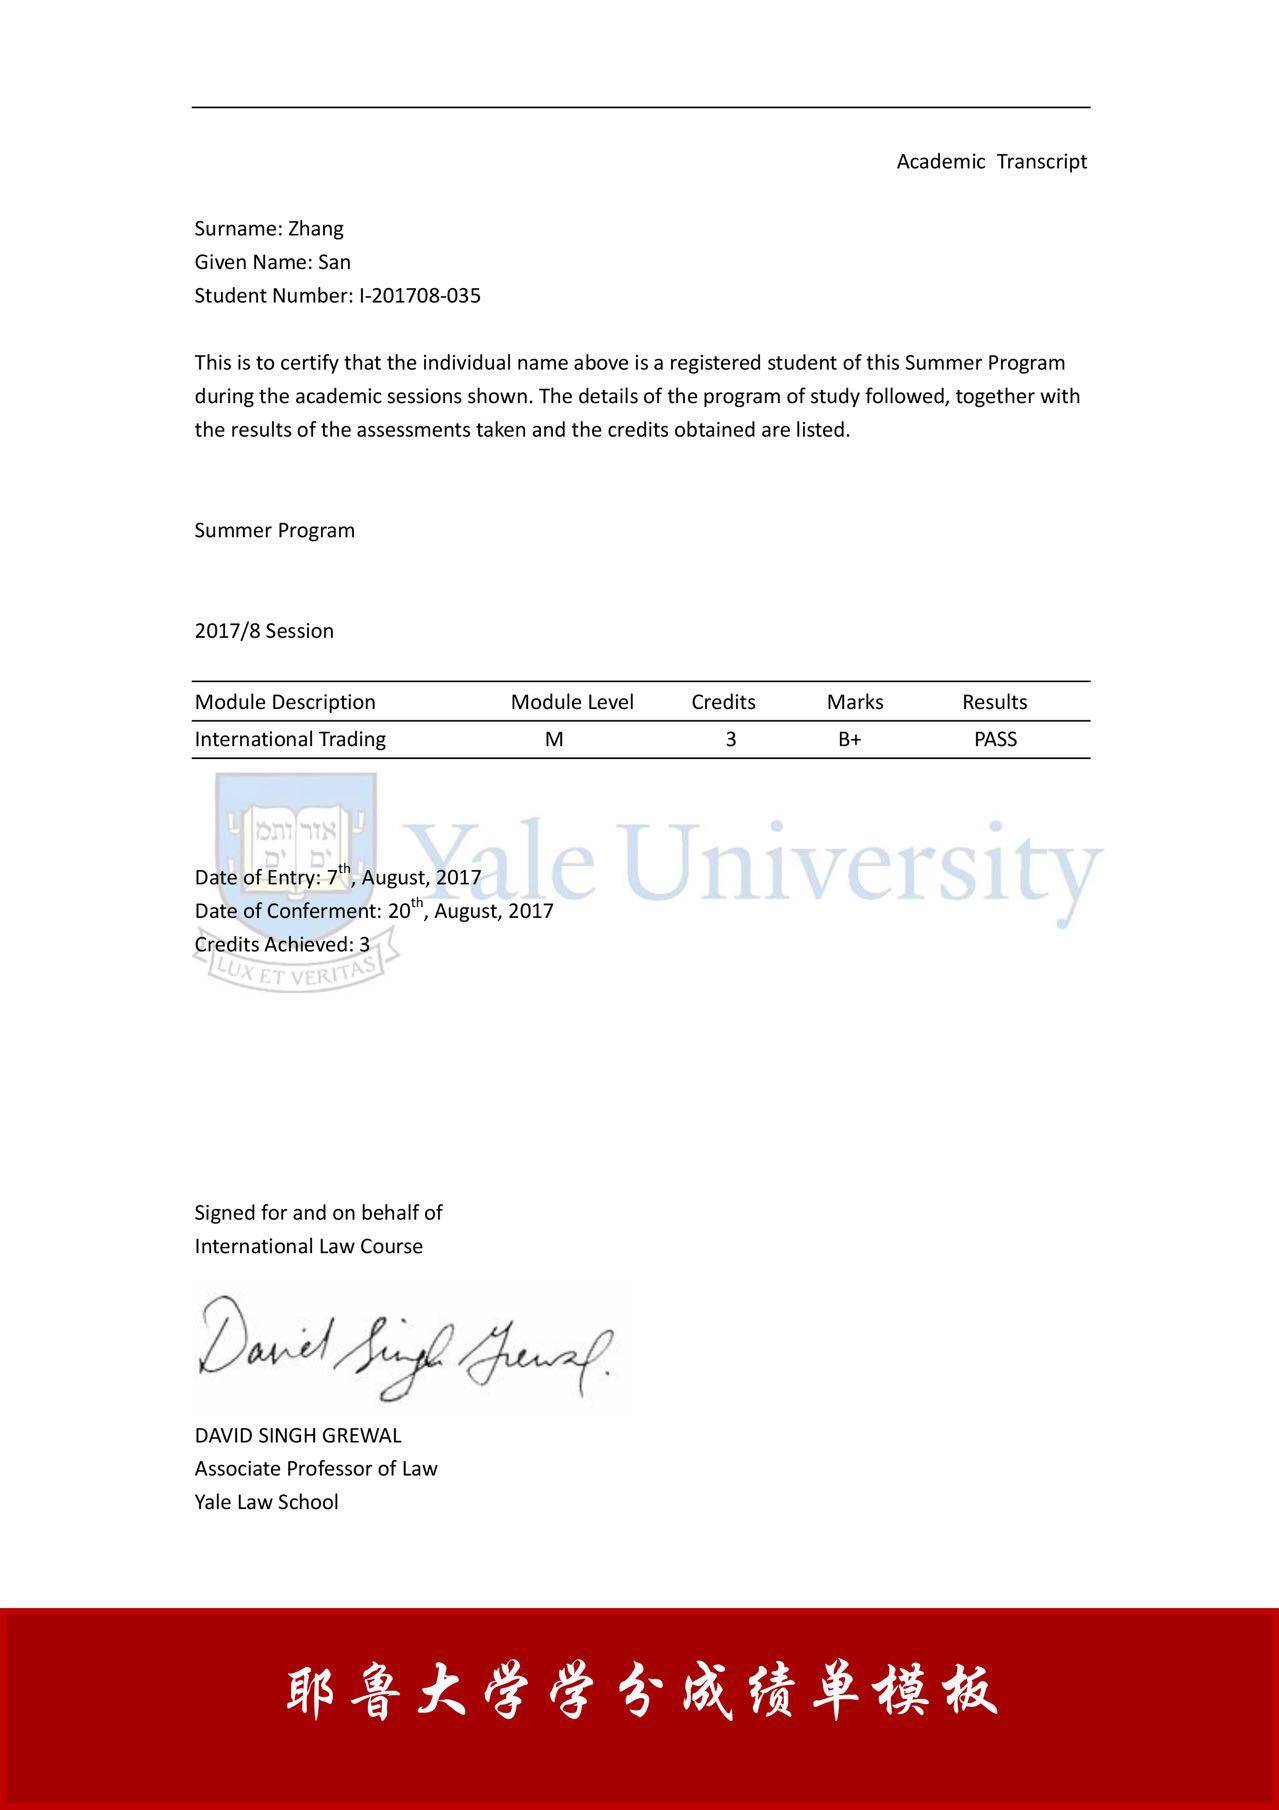 Academic Transcript
Surname: Zhang
Given Name: San
Student Number: I-201708-035
This is to certify that the individual name above is a registered student of this Summer Program
during the academic sessions shown. The details of the program of study followed, together with
the results of the assessments taken and the credits obtained are listed.
Summer Program
2017/8 Session
Module Description Module Level Credits Marks Results
International Trading M 3 B+ PASS
אורים ותמים
Yale University
Date of Entry: 7th, August, 2017
Date of Conferment: 20th, August, 2017
Credits Achieved: 3
LUX ET VERITAS
Signed for and on behalf of
International Law Course
David Singh Grewal.
DAVID SINGH GREWAL
Associate Professor of Law
Yale Law School
耶鲁大学学分成绩单模板